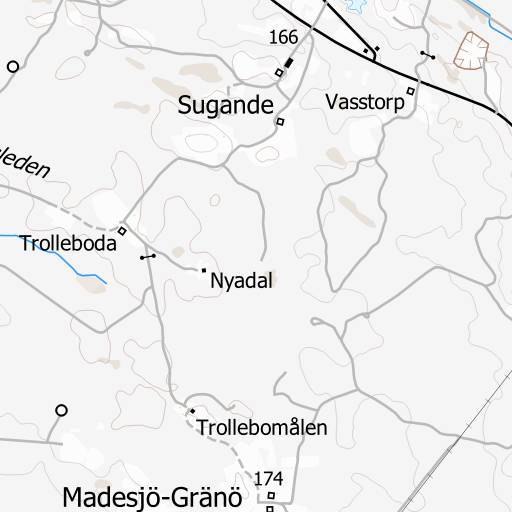 166
Sugande
Vasstorp
leden
Trolleboda
Nyadal
Trollebomålen
174
Madesjö-Gränö